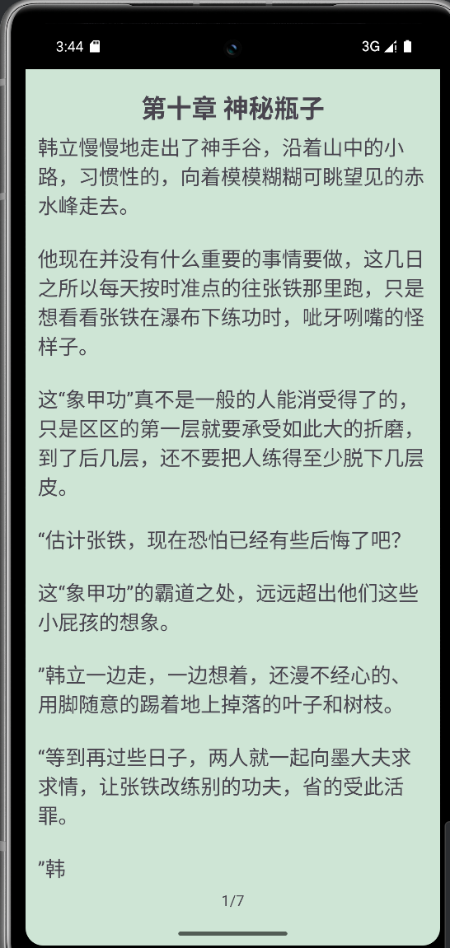 3:44
3G
第十章 神秘瓶子
韩立慢慢地走出了神手谷，沿着山中的小
路，习惯性的，向着模模糊糊可眺望见的赤
水峰走去。
他现在并没有什么重要的事情要做，这几日
之所以每天按时准点的往张铁那里跑，只是
想看看张铁在瀑布下练功时，呲牙咧嘴的怪
样子。
这“象甲功”真不是一般的人能消受得了的，
只是区区的第一层就要承受如此大的折磨，
到了后几层，还不要把人练得至少脱下几层
皮。
“估计张铁，现在恐怕已经有些后悔了吧？
这“象甲功”的霸道之处，远远超出他们这些
小屁孩的想象。
”韩立一边走，一边想着，还漫不经心的、
用脚随意的踢着地上掉落的叶子和树枝。
“等到再过些日子，两人就一起向墨大夫求
求情，让张铁改练别的功夫，省的受此活
罪。
”韩
1/7